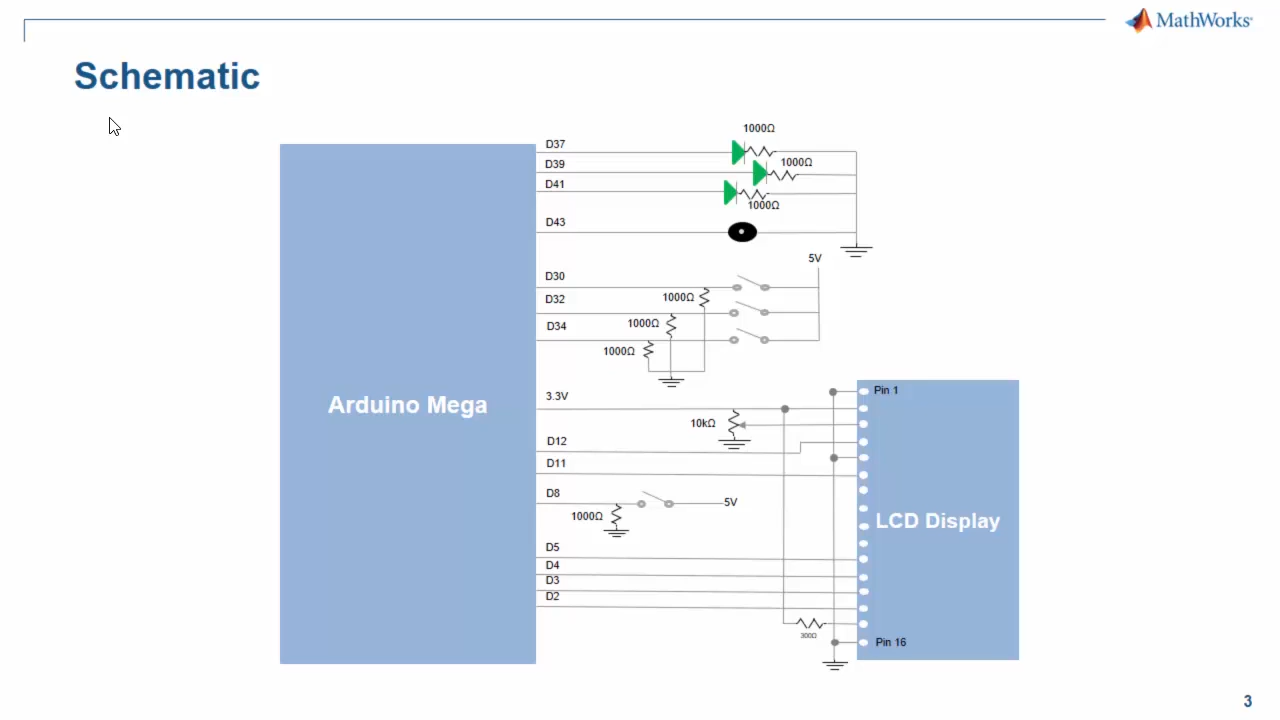 MathWorks
Schematic
1000Ω
D37
D39
1000Ω
D41
1000Ω
D43
5V
D30
1000Ω
D32
1000Ω
D34
1000Ω
3.3V
Pin 1
Arduino Mega
10kΩ
D12
D11
D8
5V
1000Ω
LCD Display
D5
D4
D3
D2
300Ω
Pin 16
3